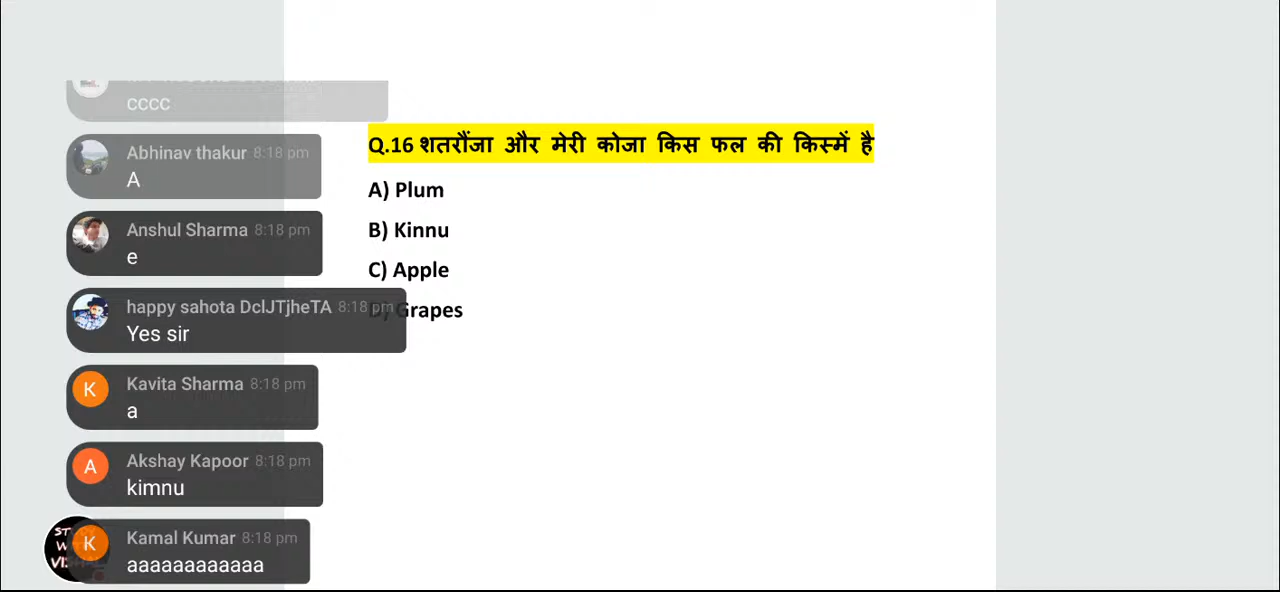 cccc
Abhinav thakur 8:18 pm
A
Anshul Sharma 8:18 pm
e
happy sahota DclJTjheTA 8:18 pm
Yes sir
Kavita Sharma 8:18 pm
a
Akshay Kapoor 8:18 pm
kimnu
Kamal Kumar 8:18 pm
aaaaaaaaaaaa
Q.16 शतरौंजा और मेरी कोजा किस फल की किस्में है
A) Plum
B) Kinnu
C) Apple
D) Grapes